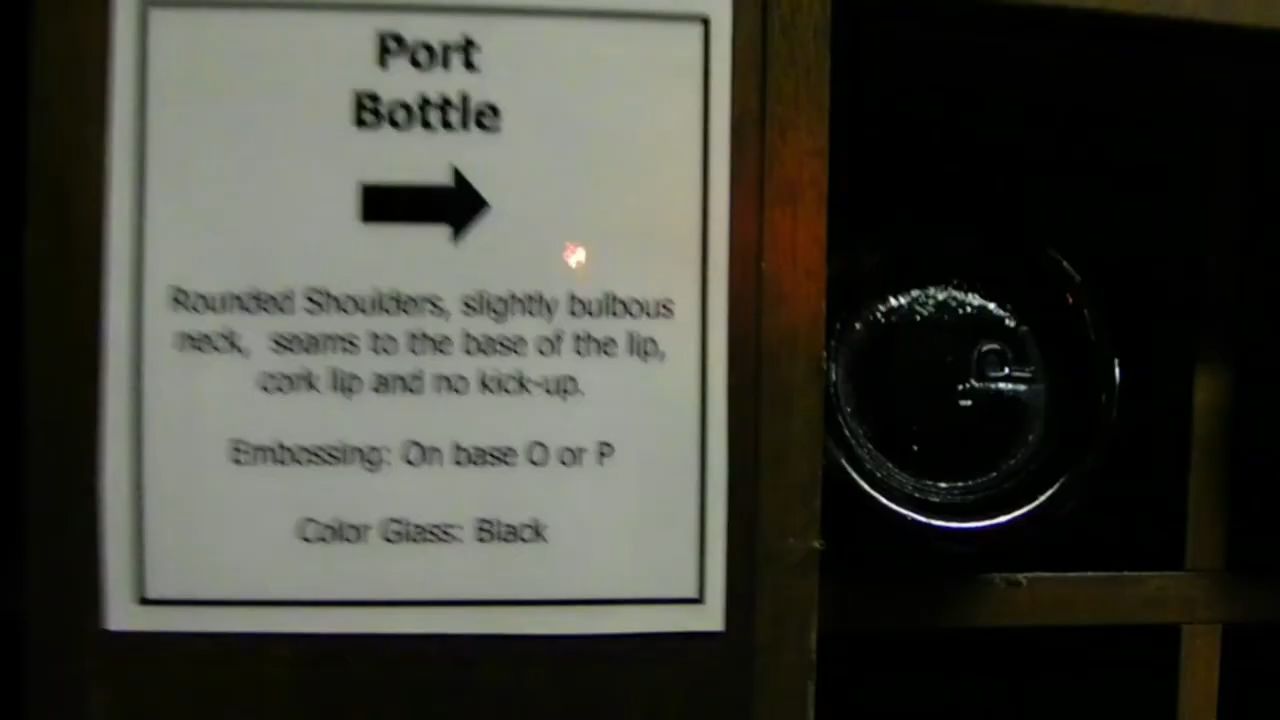 Port
Bottle
Rounded Shoulders, slightly bulbous
neck, seams to the base of the lip,
cork lip and no kick-up.
Embossing: On base O or P
Color Glass: Black
P